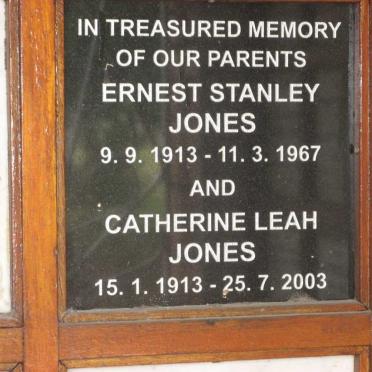 IN TREASURED MEMORY
OF OUR PARENTS
ERNEST STANLEY
JONES
9. 9. 1913 - 11. 3. 1967
AND
CATHERINE LEAH
JONES
15. 1. 1913 - 25. 7. 2003